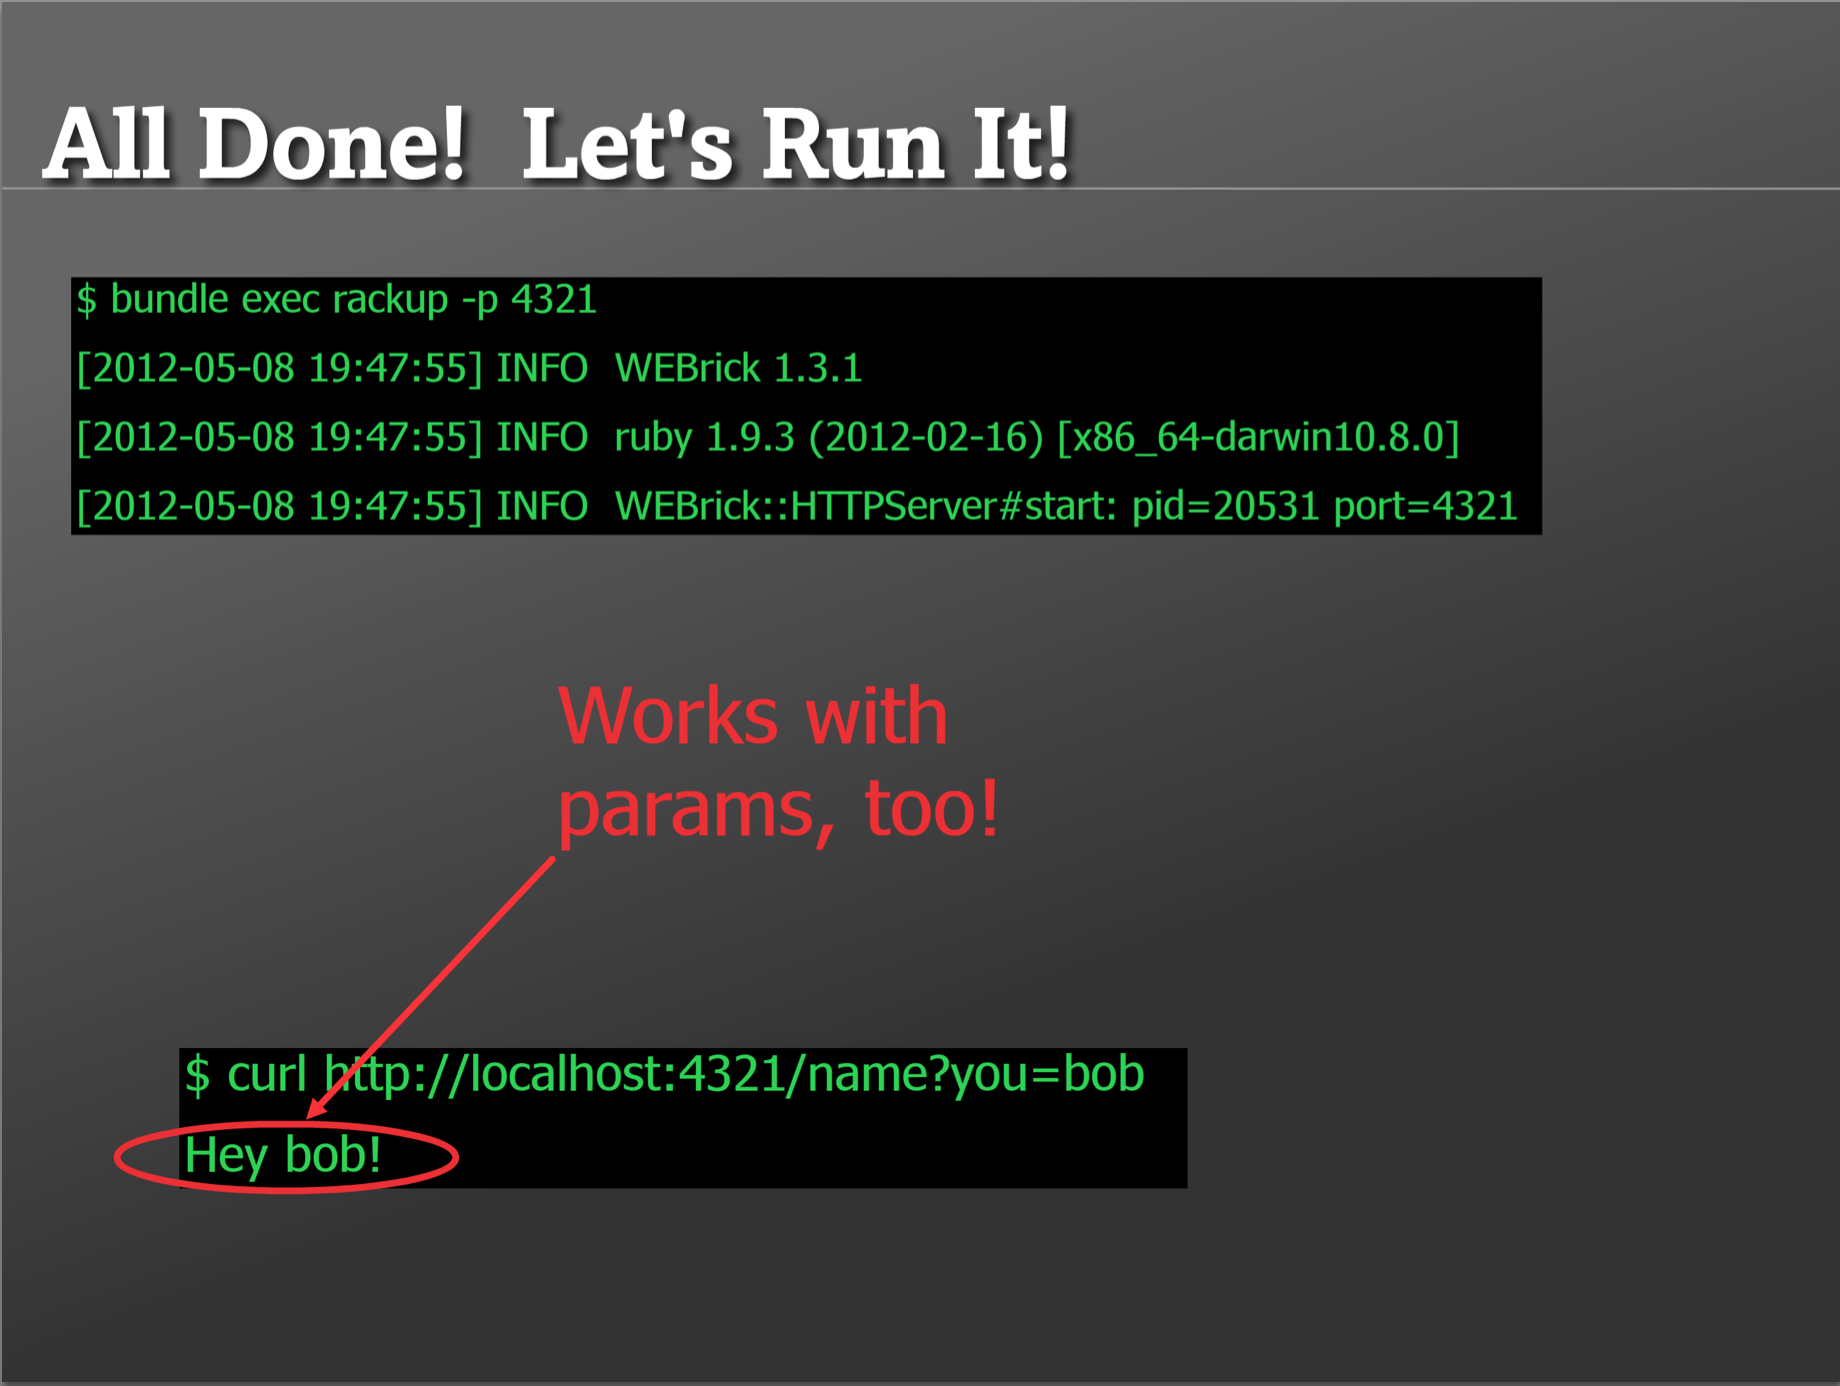 All Done!  Let's Run It!
$ bundle exec rackup -p 4321
[2012-05-08 19:47:55] INFO  WEBrick 1.3.1
[2012-05-08 19:47:55] INFO  ruby 1.9.3 (2012-02-16) [x86_64-darwin10.8.0]
[2012-05-08 19:47:55] INFO  WEBrick::HTTPServer#start: pid=20531 port=4321
Works with
params, too!
$ curl http://localhost:4321/name?you=bob
Hey bob!